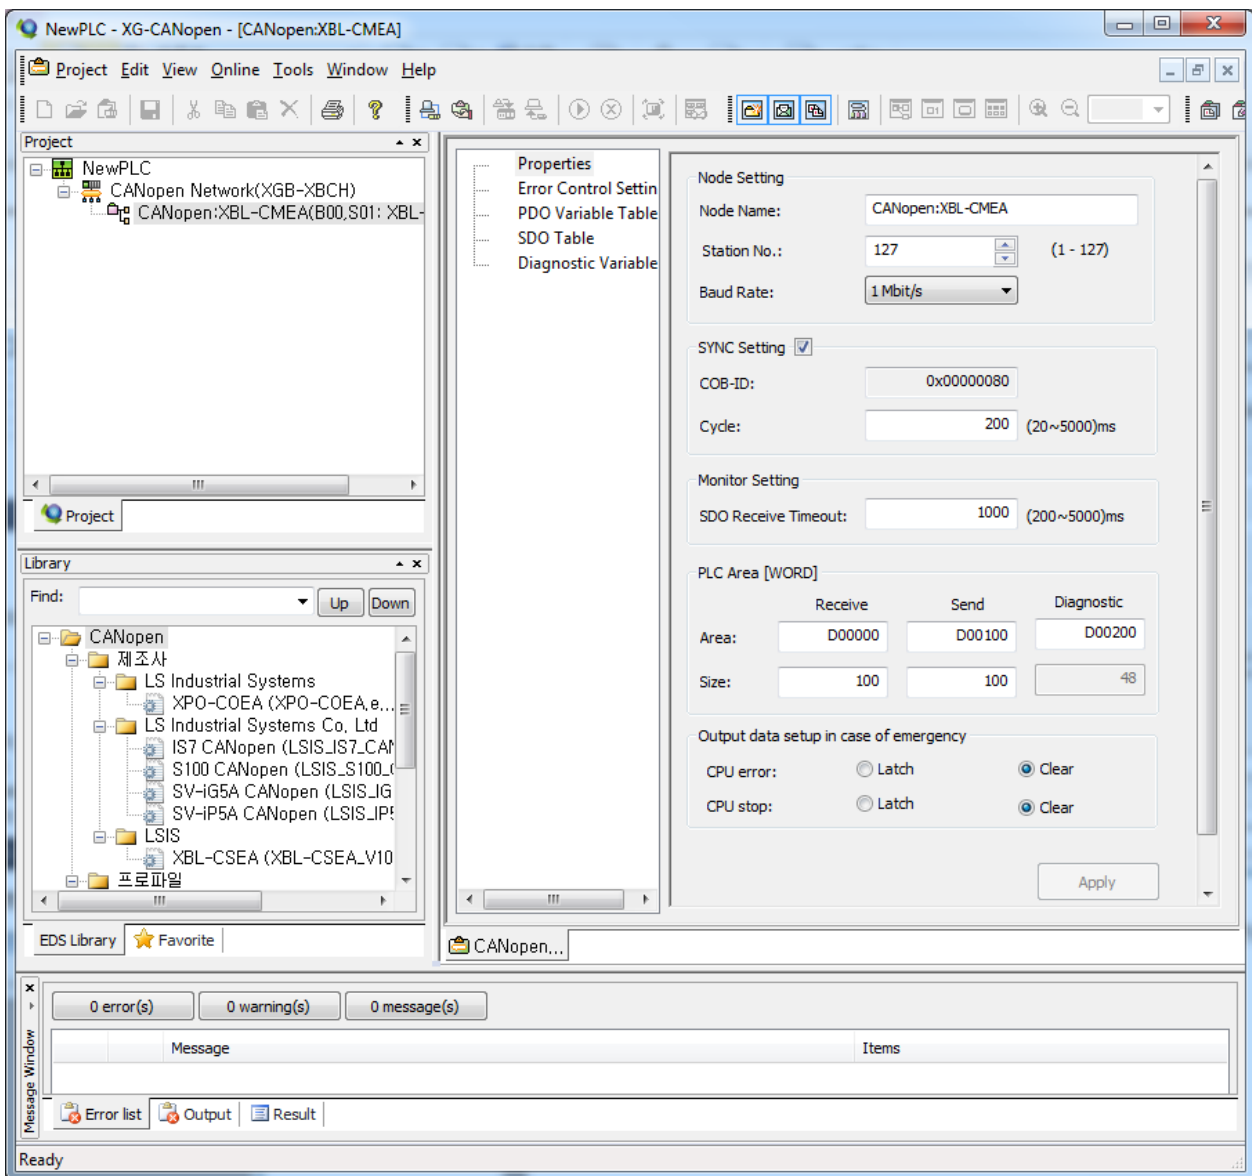 NewPLC - XG-CANopen - [CANopen:XBL-CMEA]
Project Edit View Online Tools Window Help
Project
NewPLC
CANopen Network(XGB-XBCH)
CANopen:XBL-CMEA(B00,S01: XBL-
Project
Library
Find:
Up Down
CANopen
제조사
LS Industrial Systems
XPO-COEA (XPO-COEA,e...
LS Industrial Systems Co, Ltd
IS7 CANopen (LSIS_IS7_CAN
S100 CANopen (LSIS_S100_
SV-iG5A CANopen (LSIS_IG
SV-iP5A CANopen (LSIS_IP5
LSIS
XBL-CSEA (XBL-CSEA_V10
프로파일
EDS Library Favorite
Properties
Error Control Settin
PDO Variable Table
SDO Table
Diagnostic Variable
Node Setting
Node Name: CANopen:XBL-CMEA
Station No.: 127 (1 - 127)
Baud Rate: 1 Mbit/s
SYNC Setting
COB-ID: 0x00000080
Cycle: 200 (20~5000)ms
Monitor Setting
SDO Receive Timeout: 1000 (200~5000)ms
PLC Area [WORD]
Receive Send Diagnostic
Area: D00000 D00100 D00200
Size: 100 100 48
Output data setup in case of emergency
CPU error: Latch Clear
CPU stop: Latch Clear
Apply
CANopen,,,
0 error(s) 0 warning(s) 0 message(s)
Message Items
Message Window
Error list Output Result
Ready